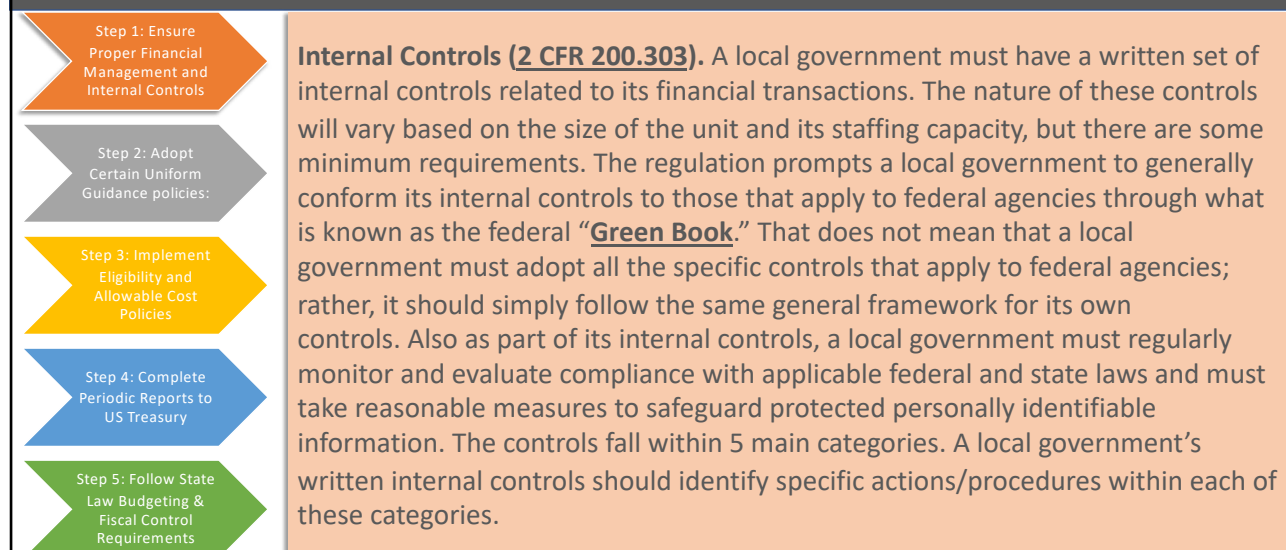 Step 1: Ensure
Proper Financial
Management and
Internal Controls
Step 2: Adopt
Certain Uniform
Guidance policies:
Step 3: Implement
Eligibility and
Allowable Cost
Policies
Step 4: Complete
Periodic Reports to
US Treasury
Step 5: Follow State
Law Budgeting &
Fiscal Control
Requirements
Internal Controls (2 CFR 200.303). A local government must have a written set of
internal controls related to its financial transactions. The nature of these controls
will vary based on the size of the unit and its staffing capacity, but there are some
minimum requirements. The regulation prompts a local government to generally
conform its internal controls to those that apply to federal agencies through what
is known as the federal “Green Book.” That does not mean that a local
government must adopt all the specific controls that apply to federal agencies;
rather, it should simply follow the same general framework for its own
controls. Also as part of its internal controls, a local government must regularly
monitor and evaluate compliance with applicable federal and state laws and must
take reasonable measures to safeguard protected personally identifiable
information. The controls fall within 5 main categories. A local government’s
written internal controls should identify specific actions/procedures within each of
these categories.